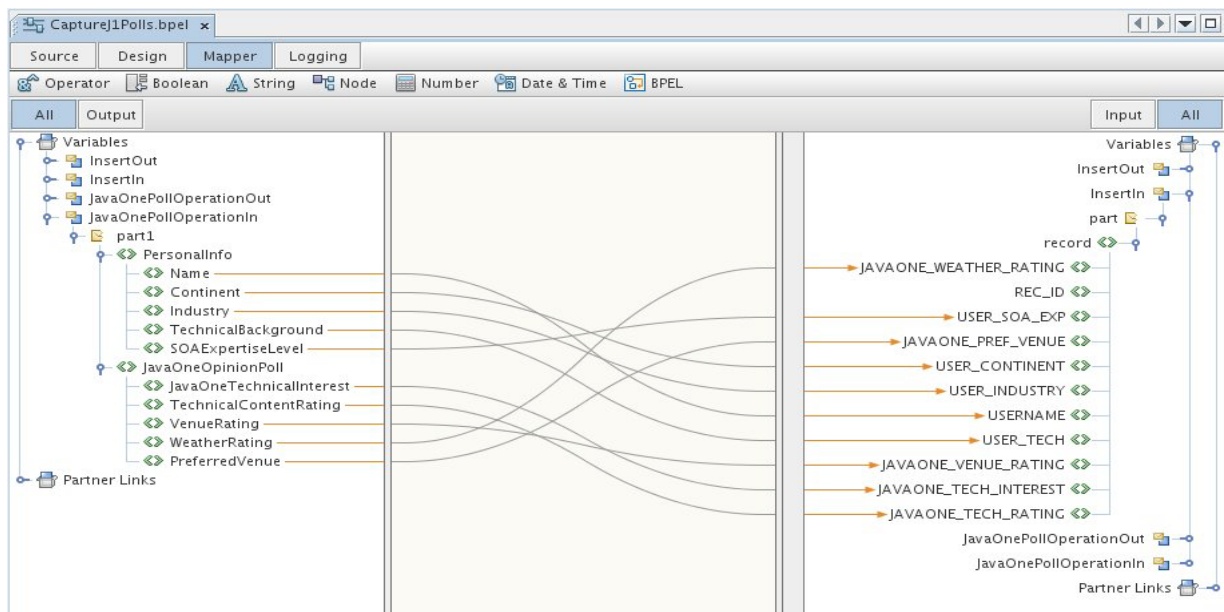 CaptureJ1Polls.bpel x
Source Design Mapper Logging
Operator Boolean String Node Number Date & Time BPEL
All Output Input All
Variables
InsertOut
InsertIn
JavaOnePollOperationOut
JavaOnePollOperationIn
part1
PersonalInfo
Name
Continent
Industry
TechnicalBackground
SOAExpertiseLevel
JavaOneOpinionPoll
JavaOneTechnicalInterest
TechnicalContentRating
VenueRating
WeatherRating
PreferredVenue
Partner Links
Variables
InsertOut
InsertIn
part
record
JAVAONE_WEATHER_RATING
REC_ID
USER_SOA_EXP
JAVAONE_PREF_VENUE
USER_CONTINENT
USER_INDUSTRY
USERNAME
USER_TECH
JAVAONE_VENUE_RATING
JAVAONE_TECH_INTEREST
JAVAONE_TECH_RATING
JavaOnePollOperationOut
JavaOnePollOperationIn
Partner Links